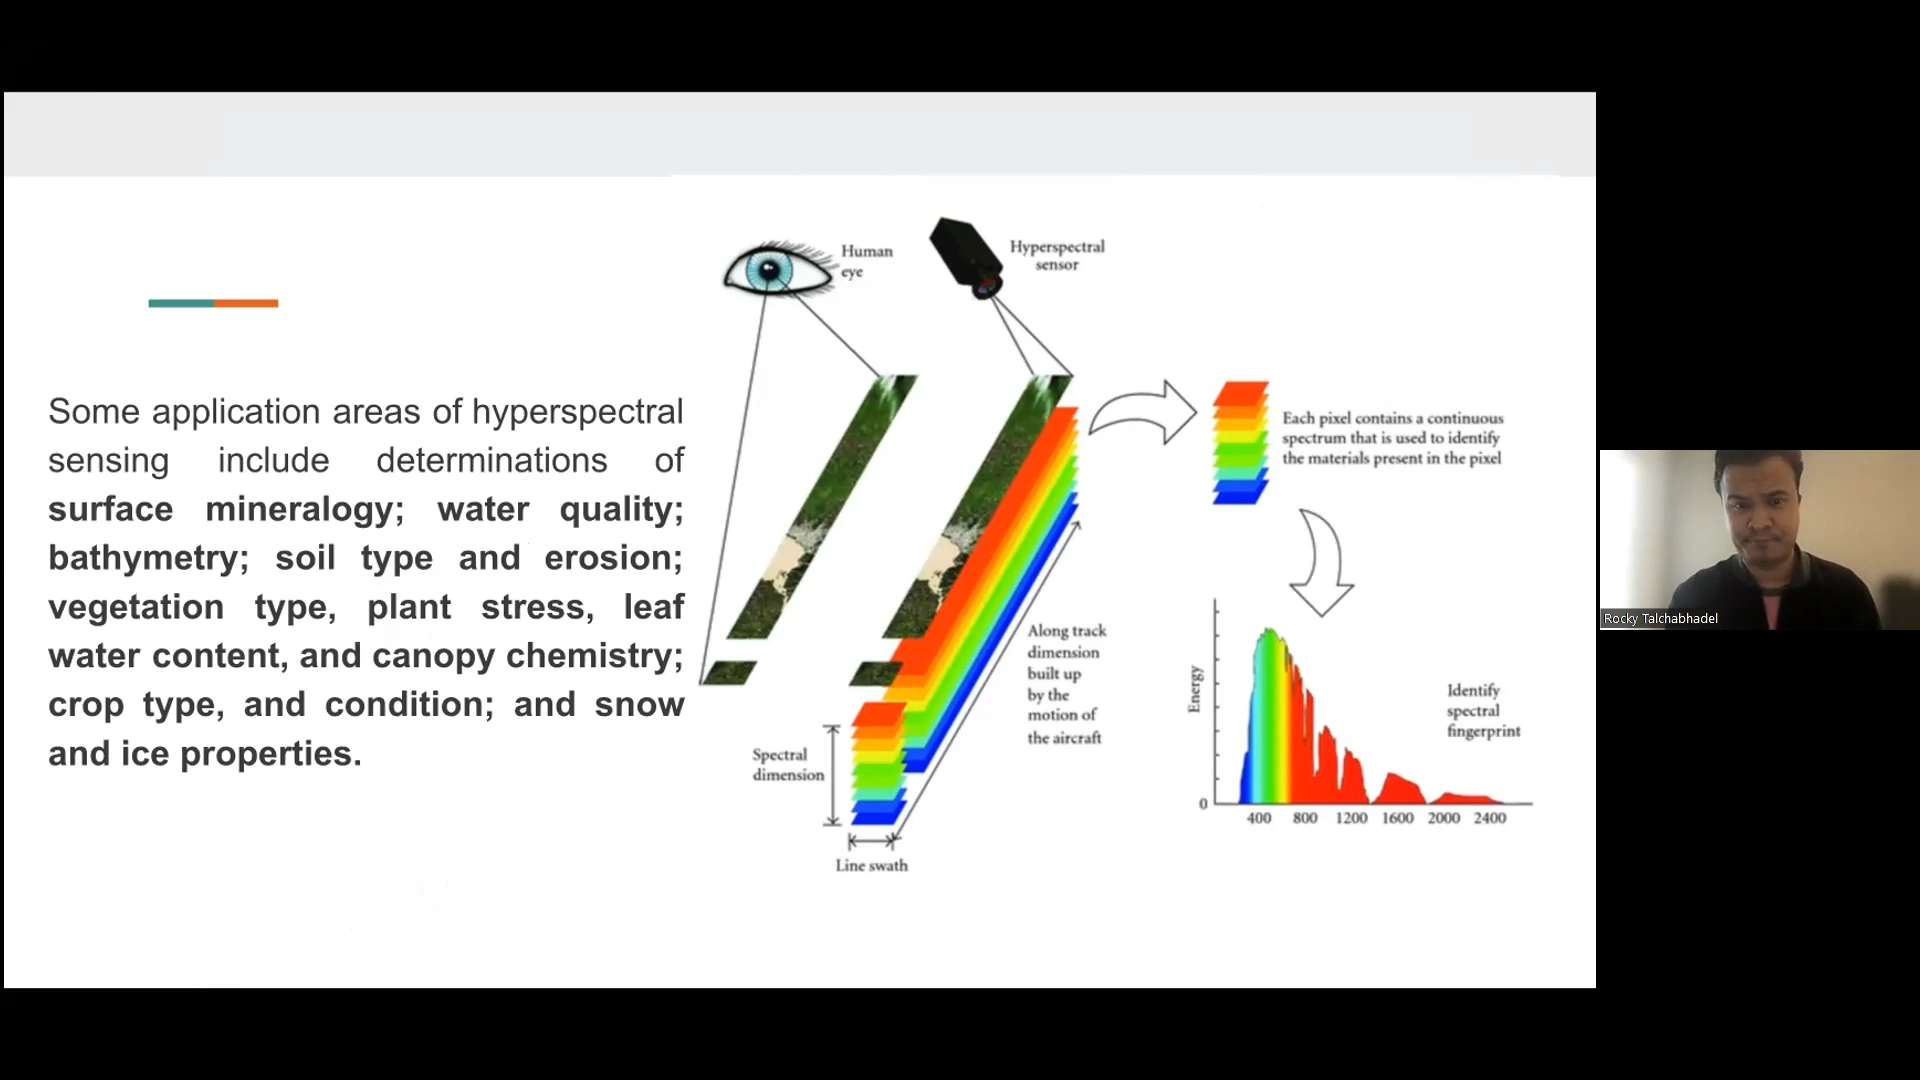 Some application areas of hyperspectral
sensing include determinations of
surface mineralogy; water quality;
bathymetry; soil type and erosion;
vegetation type, plant stress, leaf
water content, and canopy chemistry;
crop type, and condition; and snow
and ice properties.
Human
eye
Hyperspectral
sensor
Each pixel contains a continuous
spectrum that is used to identify
the materials present in the pixel
Along track
dimension
built up
by the
motion of
the aircraft
Spectral
dimension
Line swath
Energy
Identify
spectral
fingerprint
0
400 800 1200 1600 2000 2400
Rocky Talchabhadel